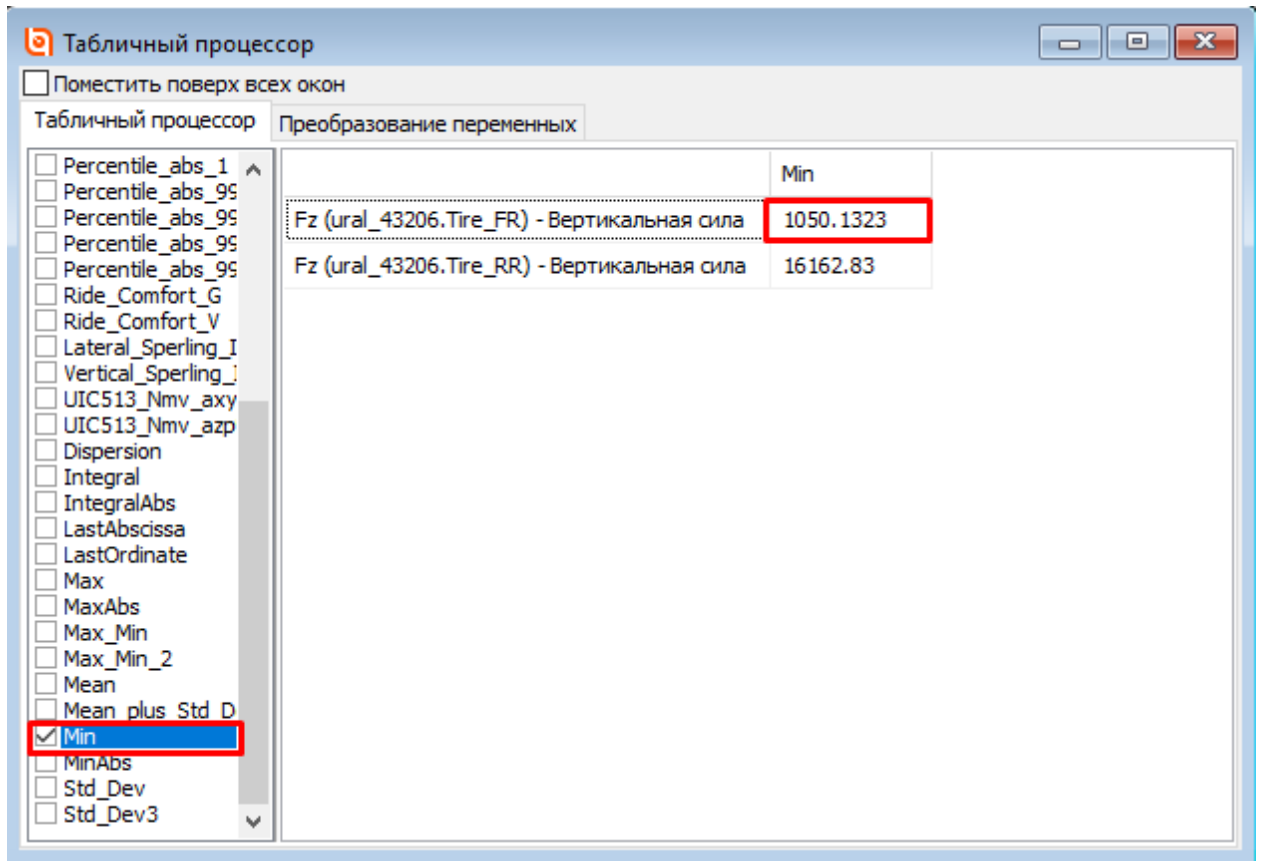 Табличный процессор
Поместить поверх всех окон
Табличный процессор Преобразование переменных
Percentile_abs_1
Percentile_abs_99
Percentile_abs_99
Percentile_abs_99
Percentile_abs_99
Ride_Comfort_G
Ride_Comfort_V
Lateral_Sperling_I
Vertical_Sperling_I
UIC513_Nmv_axy
UIC513_Nmv_azp
Dispersion
Integral
IntegralAbs
LastAbscissa
LastOrdinate
Max
MaxAbs
Max_Min
Max_Min_2
Mean
Mean_plus_Std_D
Min
MinAbs
Std_Dev
Std_Dev3
Min
Fz (ural_43206.Tire_FR) - Вертикальная сила 1050.1323
Fz (ural_43206.Tire_RR) - Вертикальная сила 16162.83